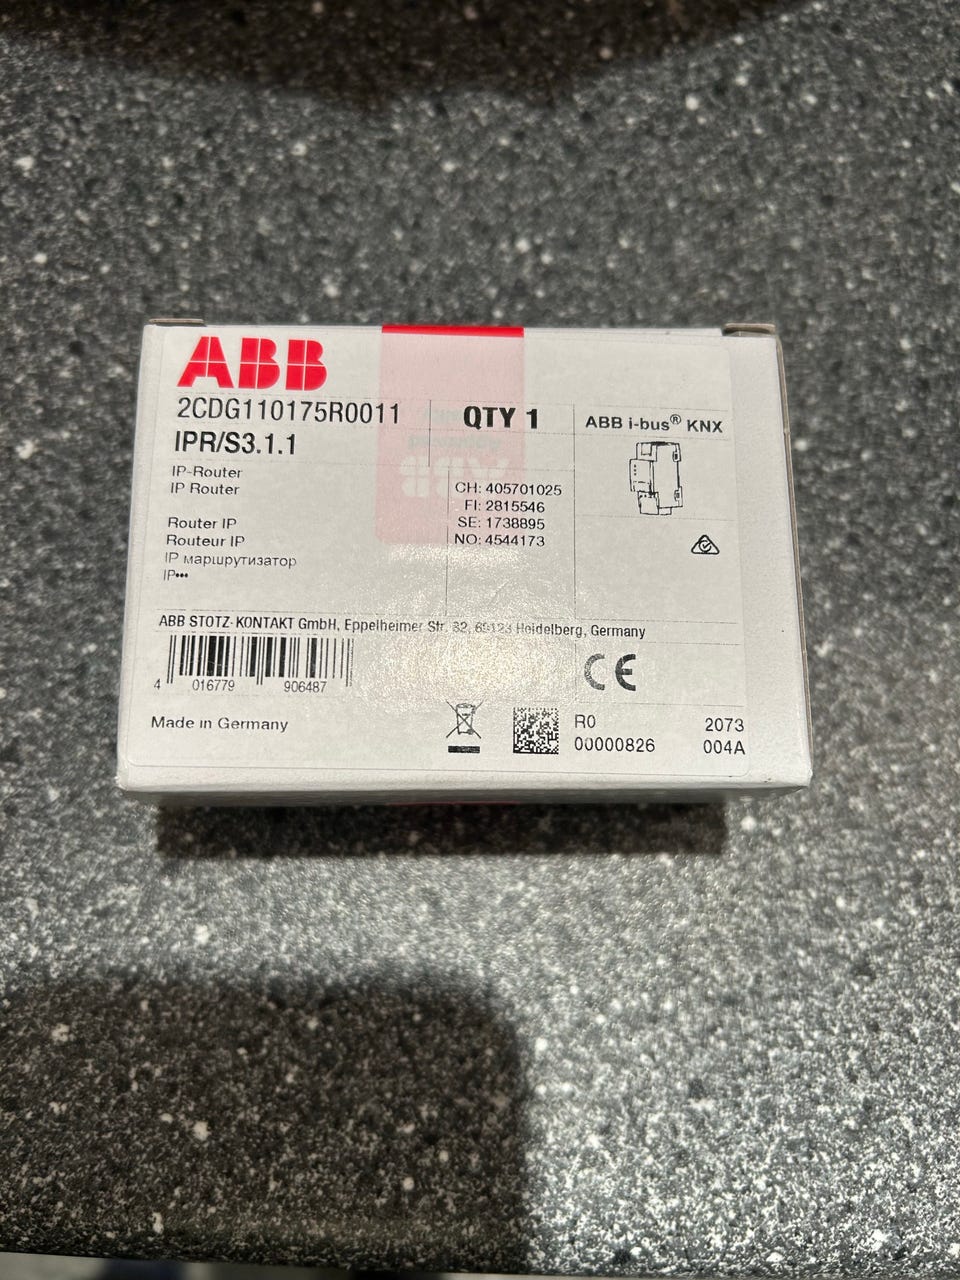 ABB
2CDG110175R0011
IPR/S3.1.1
QTY 1
ABB i-bus® KNX
IP-Router
IP Router
Router IP
Routeur IP
IP маршрутизатор
IP•••
CH: 405701025
FI: 2815546
SE: 1738895
NO: 4544173
ABB STOTZ-KONTAKT GmbH, Eppelheimer Str. 82, 69123 Heidelberg, Germany
4 016779 906487
CE
Made in Germany
R0
00000826
2073
004A